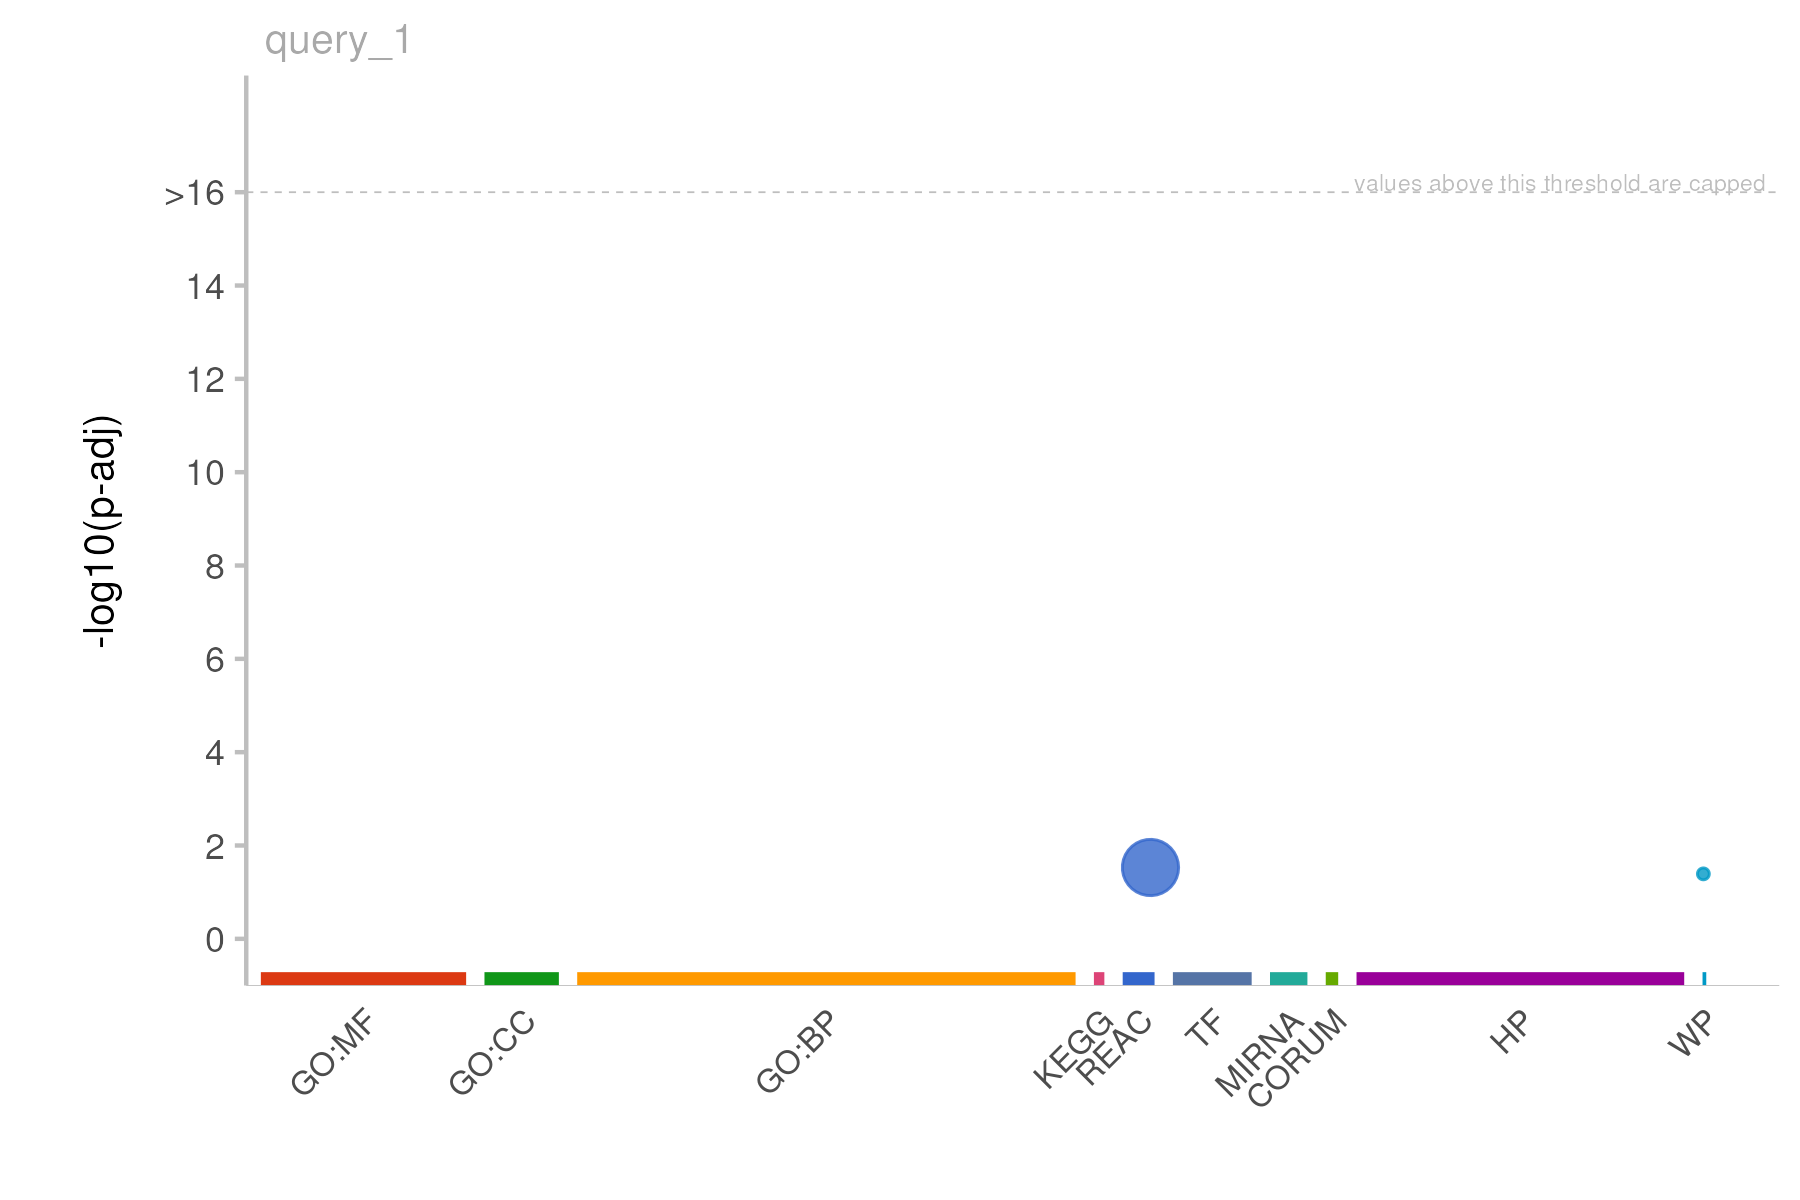 query_1
>16
values above this threshold are capped
14
12
10
8
6
4
2
0
-log10(p-adj)
GO:MF
GO:CC
GO:BP
KEGG
REAC
TF
MIRNA
CORUM
HP
WP